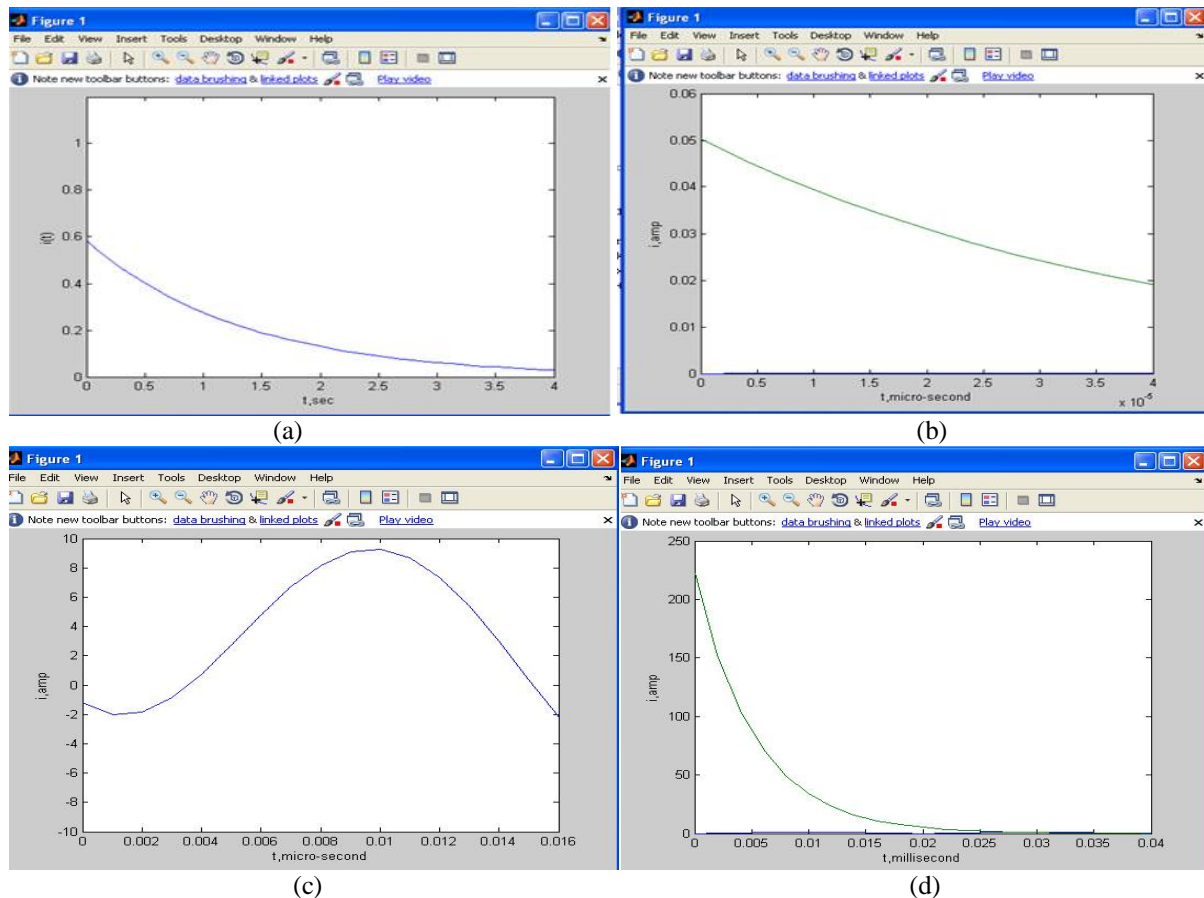 Figure 1
File Edit View Insert Tools Desktop Window Help
Note new toolbar buttons: data brushing & linked plots Play video
1
0.8
0.6
0.4
0.2
0
i(t)
0 0.5 1 1.5 2 2.5 3 3.5 4
t,sec
(a)
Figure 1
File Edit View Insert Tools Desktop Window Help
Note new toolbar buttons: data brushing & linked plots Play video
0.06
0.05
0.04
0.03
0.02
0.01
0
i,amp
0 0.5 1 1.5 2 2.5 3 3.5 4
t,micro-second
x 10-5
(b)
Figure 1
File Edit View Insert Tools Desktop Window Help
Note new toolbar buttons: data brushing & linked plots Play video
10
8
6
4
2
0
-2
-4
-6
-8
-10
i,amp
0 0.002 0.004 0.006 0.008 0.01 0.012 0.014 0.016
t,micro-second
(c)
Figure 1
File Edit View Insert Tools Desktop Window Help
Note new toolbar buttons: data brushing & linked plots Play video
250
200
150
100
50
0
i,amp
0 0.005 0.01 0.015 0.02 0.025 0.03 0.035 0.04
t,millisecond
(d)